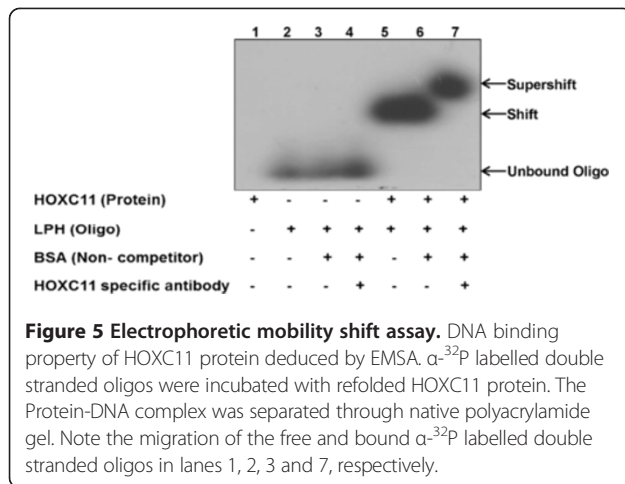 1 2 3 4 5 6 7
Supershift
Shift
Unbound Oligo
HOXC11 (Protein) + - - - + + +
LPH (Oligo) - + + + + + +
BSA (Non- competitor) - - + + - + +
HOXC11 specific antibody - - - + - - +
Figure 5 Electrophoretic mobility shift assay. DNA binding
property of HOXC11 protein deduced by EMSA. α-³²P labelled double
stranded oligos were incubated with refolded HOXC11 protein. The
Protein-DNA complex was separated through native polyacrylamide
gel. Note the migration of the free and bound α-³²P labelled double
stranded oligos in lanes 1, 2, 3 and 7, respectively.